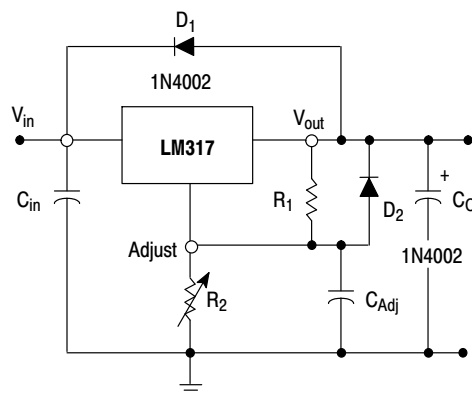 D1
1N4002
Vin
Vout
LM317
Cin
R1
D2
+
CO
Adjust
1N4002
R2
CAdj